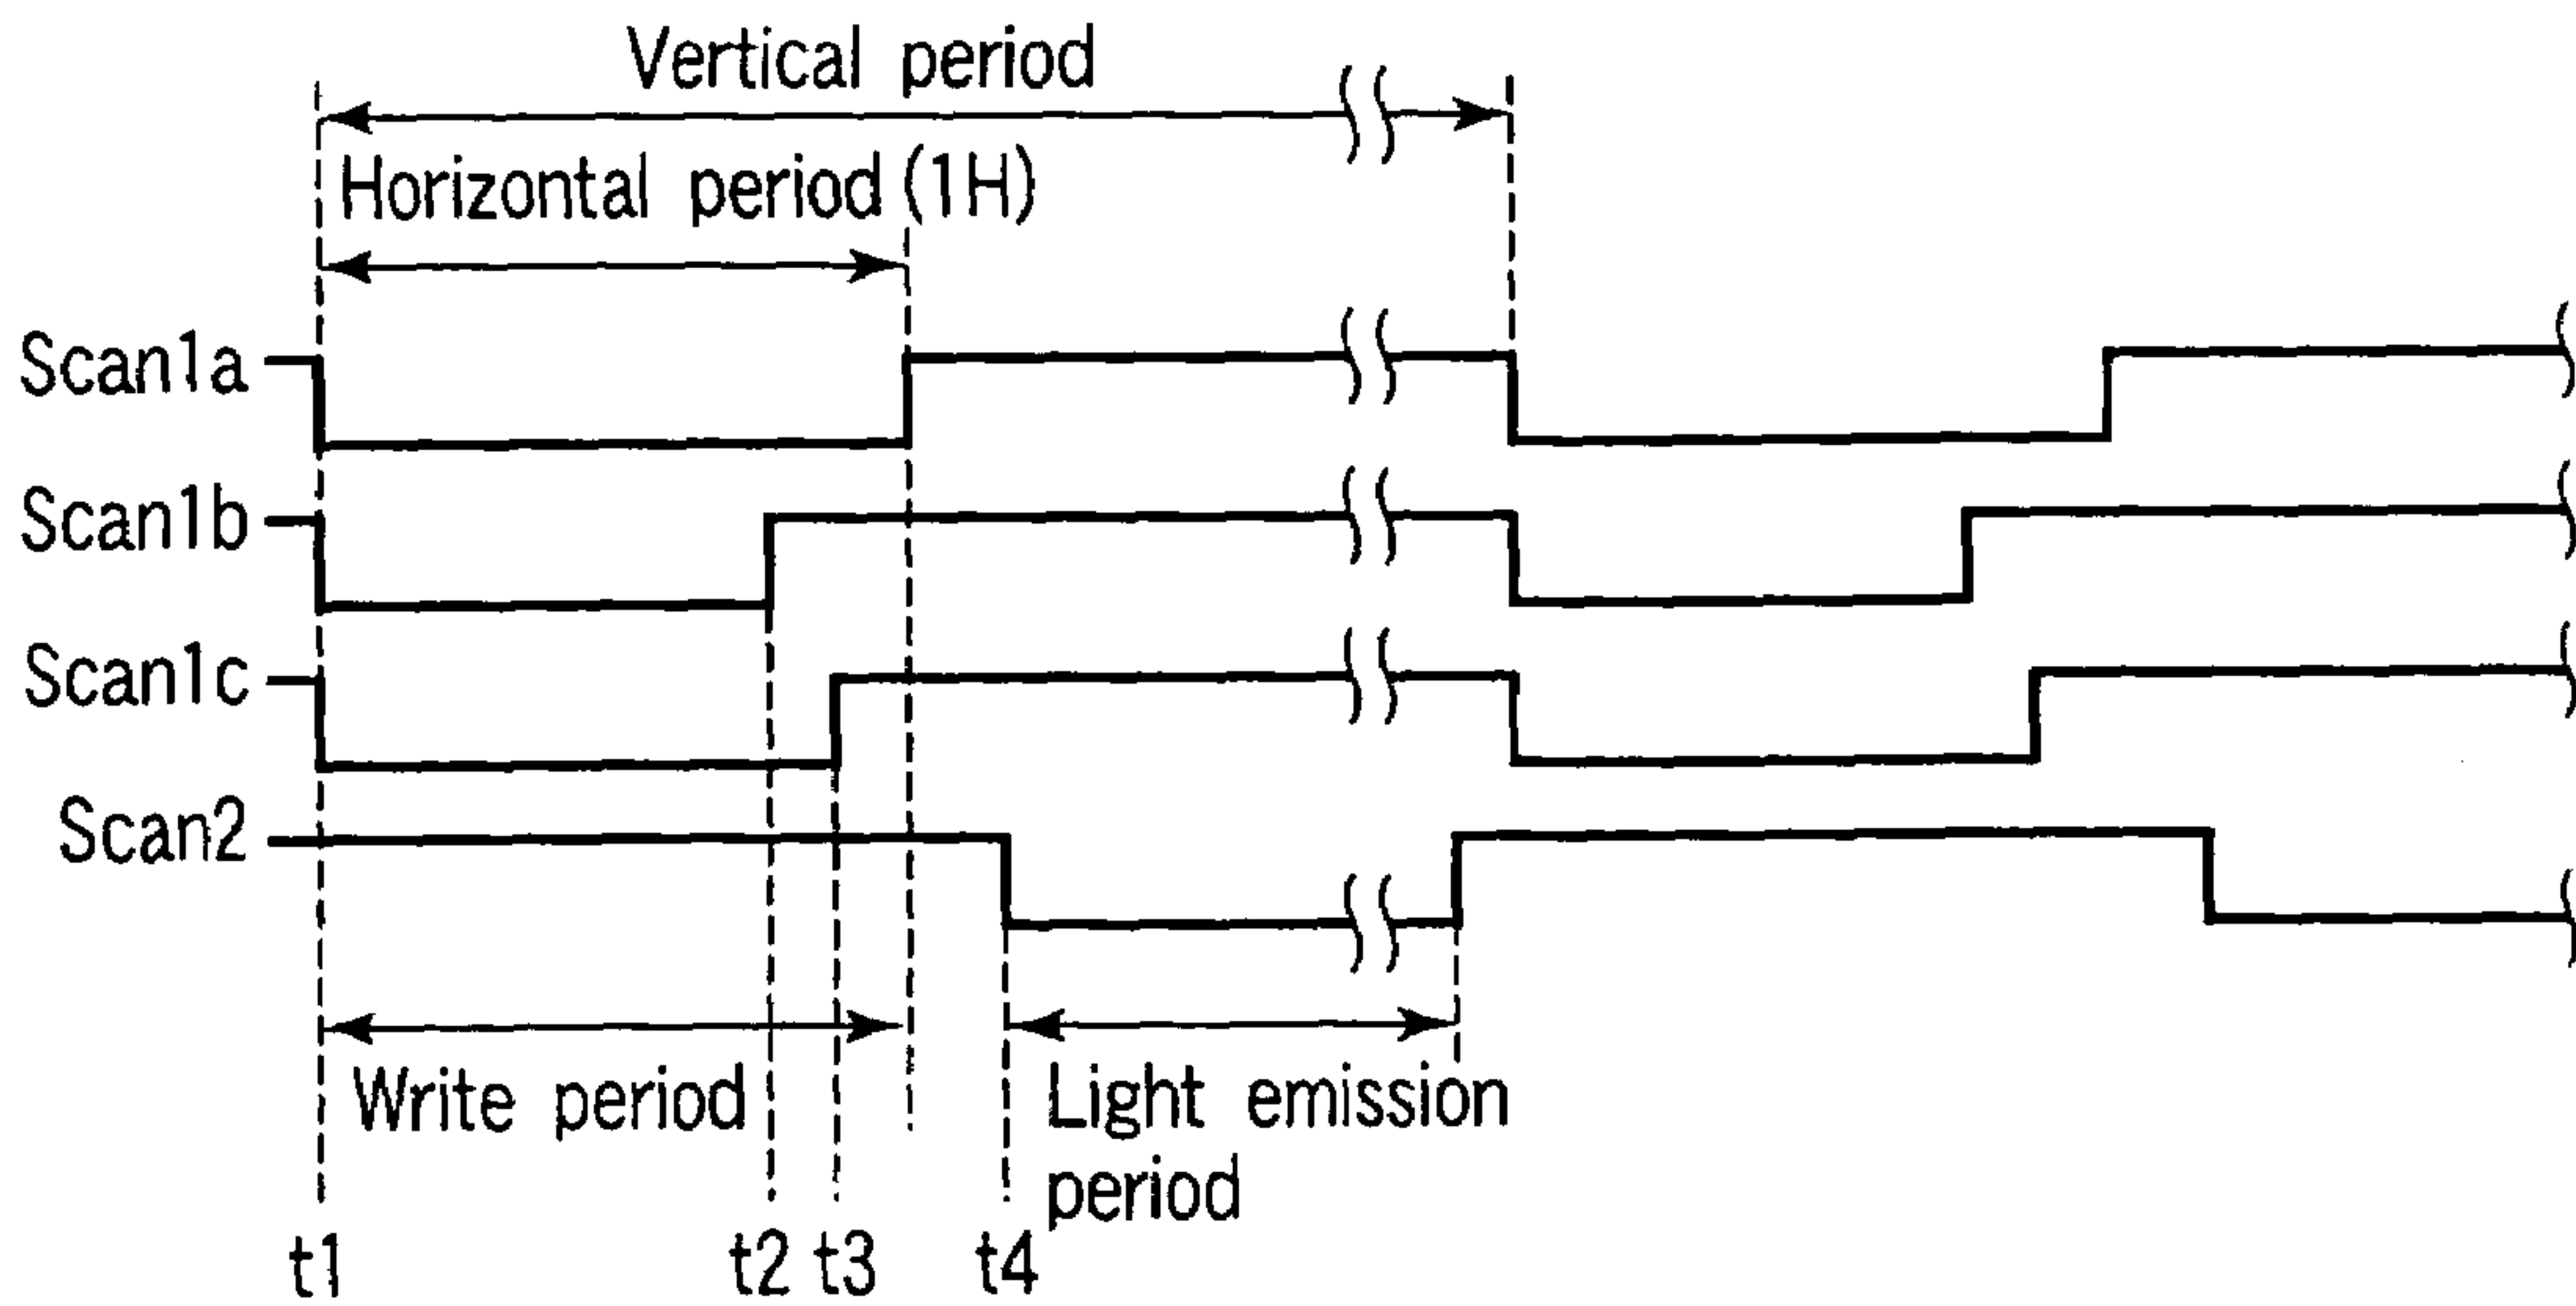 Vertical period
Horizontal period (1H)
Scan1a
Scan1b
Scan1c
Scan2
Write period
Light emission
period
t1 t2 t3 t4